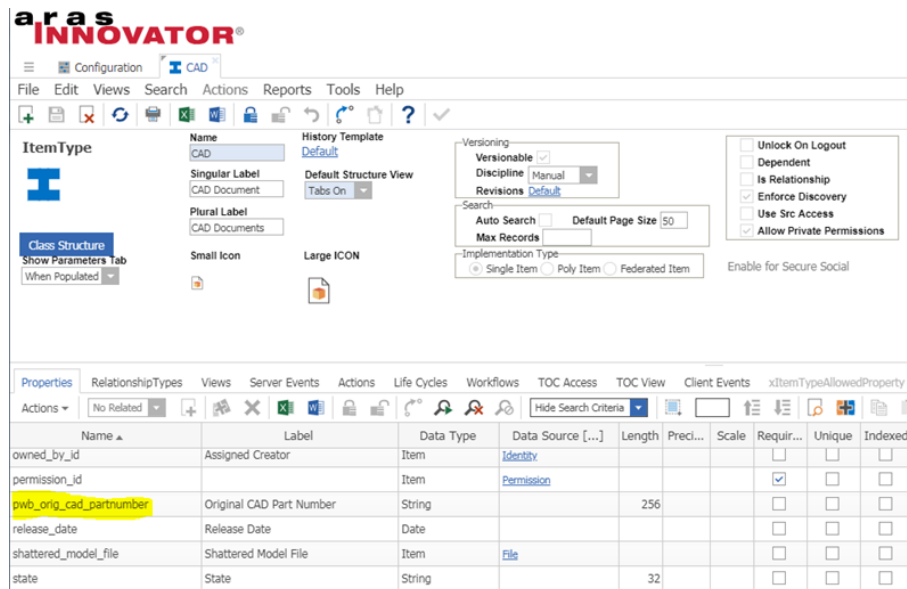 aras
INNOVATOR®
Configuration CAD
File Edit Views Search Actions Reports Tools Help
ItemType
Name
CAD
History Template
Default
Singular Label
CAD Document
Default Structure View
Tabs On
Plural Label
CAD Documents
Class Structure
Show Parameters Tab
When Populated
Small Icon
Large ICON
Versioning
Versionable
Discipline Manual
Revisions Default
Search
Auto Search Default Page Size 50
Max Records
Implementation Type
Single Item Poly Item Federated Item
Unlock On Logout
Dependent
Is Relationship
Enforce Discovery
Use Src Access
Allow Private Permissions
Enable for Secure Social
Properties RelationshipTypes Views Server Events Actions Life Cycles Workflows TOC Access TOC View Client Events xItemTypeAllowedProperty
Actions No Related Hide Search Criteria
Name Label Data Type Data Source [...] Length Preci... Scale Requir... Unique Indexed
owned_by_id Assigned Creator Item Identity
permission_id Item Permission
pwb_orig_cad_partnumber Original CAD Part Number String 256
release_date Release Date Date
shattered_model_file Shattered Model File Item File
state State String 32